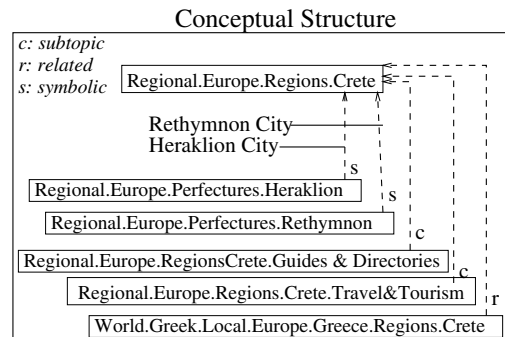 Conceptual Structure
c: subtopic
r: related
s: symbolic
Regional.Europe.Regions.Crete
Rethymnon City
Heraklion City
s
Regional.Europe.Perfectures.Heraklion
s
Regional.Europe.Perfectures.Rethymnon
c
Regional.Europe.RegionsCrete.Guides & Directories
c
Regional.Europe.Regions.Crete.Travel&Tourism
r
World.Greek.Local.Europe.Greece.Regions.Crete